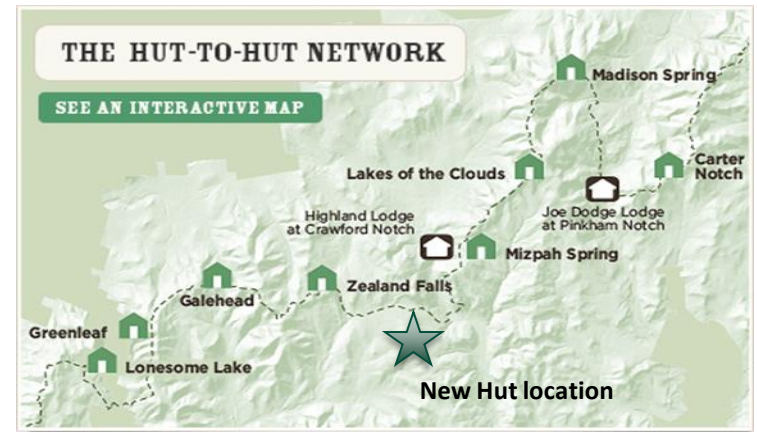 THE HUT-TO-HUT NETWORK
SEE AN INTERACTIVE MAP
Madison Spring
Carter
Notch
Lakes of the Clouds
Joe Dodge Lodge
at Pinkham Notch
Highland Lodge
at Crawford Notch
Mizpah Spring
Zealand Falls
Galehead
Greenleaf
Lonesome Lake
New Hut location